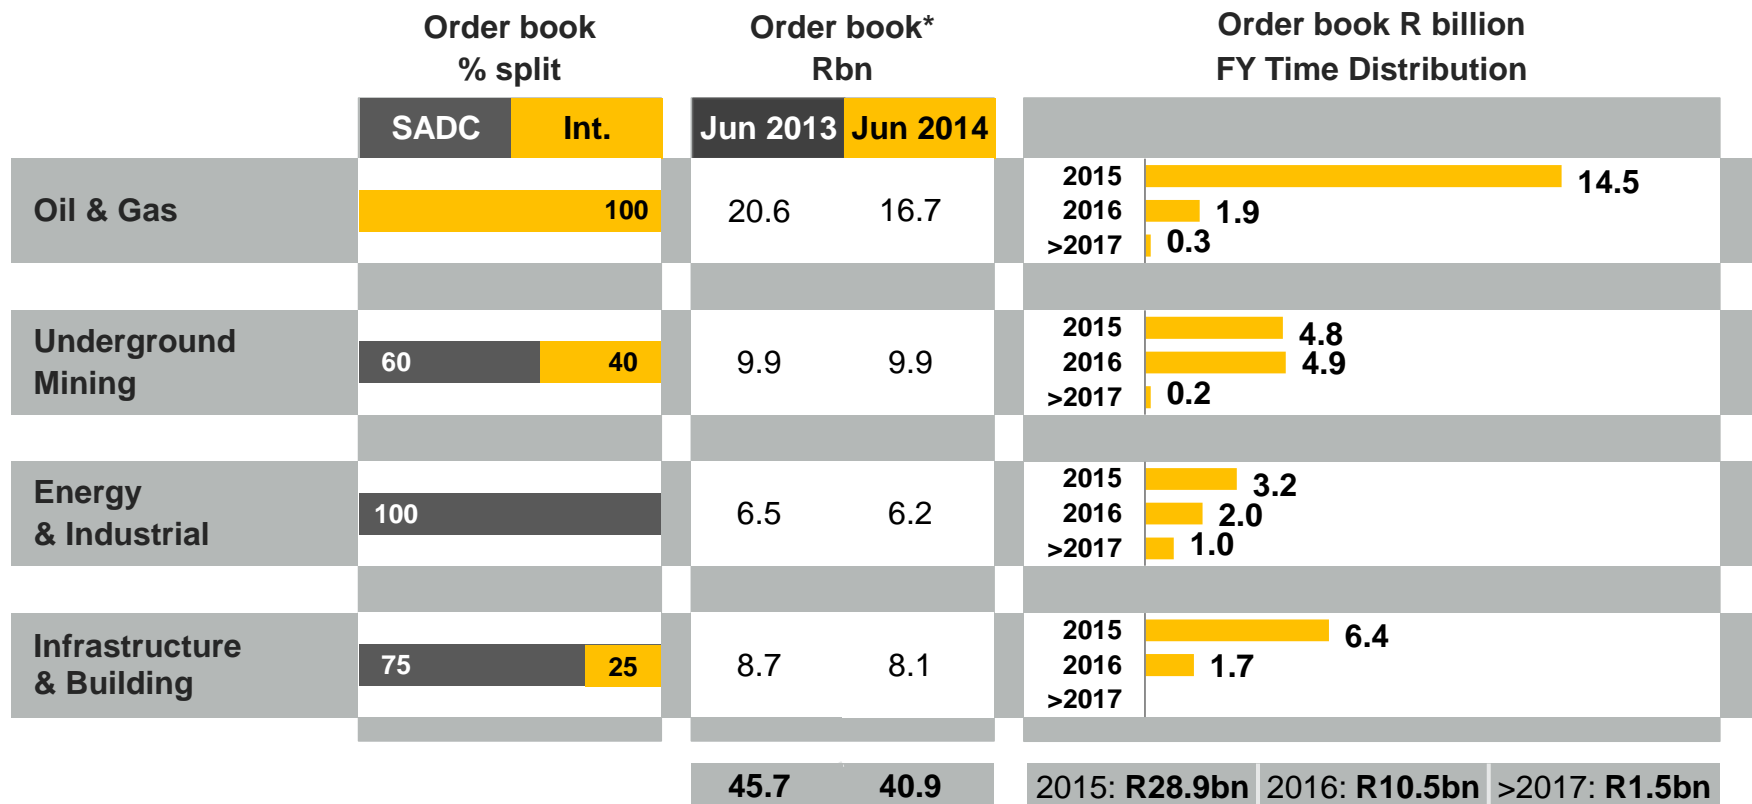 Order book
% split
Order book*
Rbn
Order book R billion
FY Time Distribution
SADC Int.
Jun 2013 Jun 2014
Oil & Gas
100
20.6 16.7
2015 14.5
2016 1.9
>2017 0.3
Underground
Mining
60 40
9.9 9.9
2015 4.8
2016 4.9
>2017 0.2
Energy
& Industrial
100
6.5 6.2
2015 3.2
2016 2.0
>2017 1.0
Infrastructure
& Building
75 25
8.7 8.1
2015 6.4
2016 1.7
>2017
45.7 40.9
2015: R28.9bn 2016: R10.5bn >2017: R1.5bn